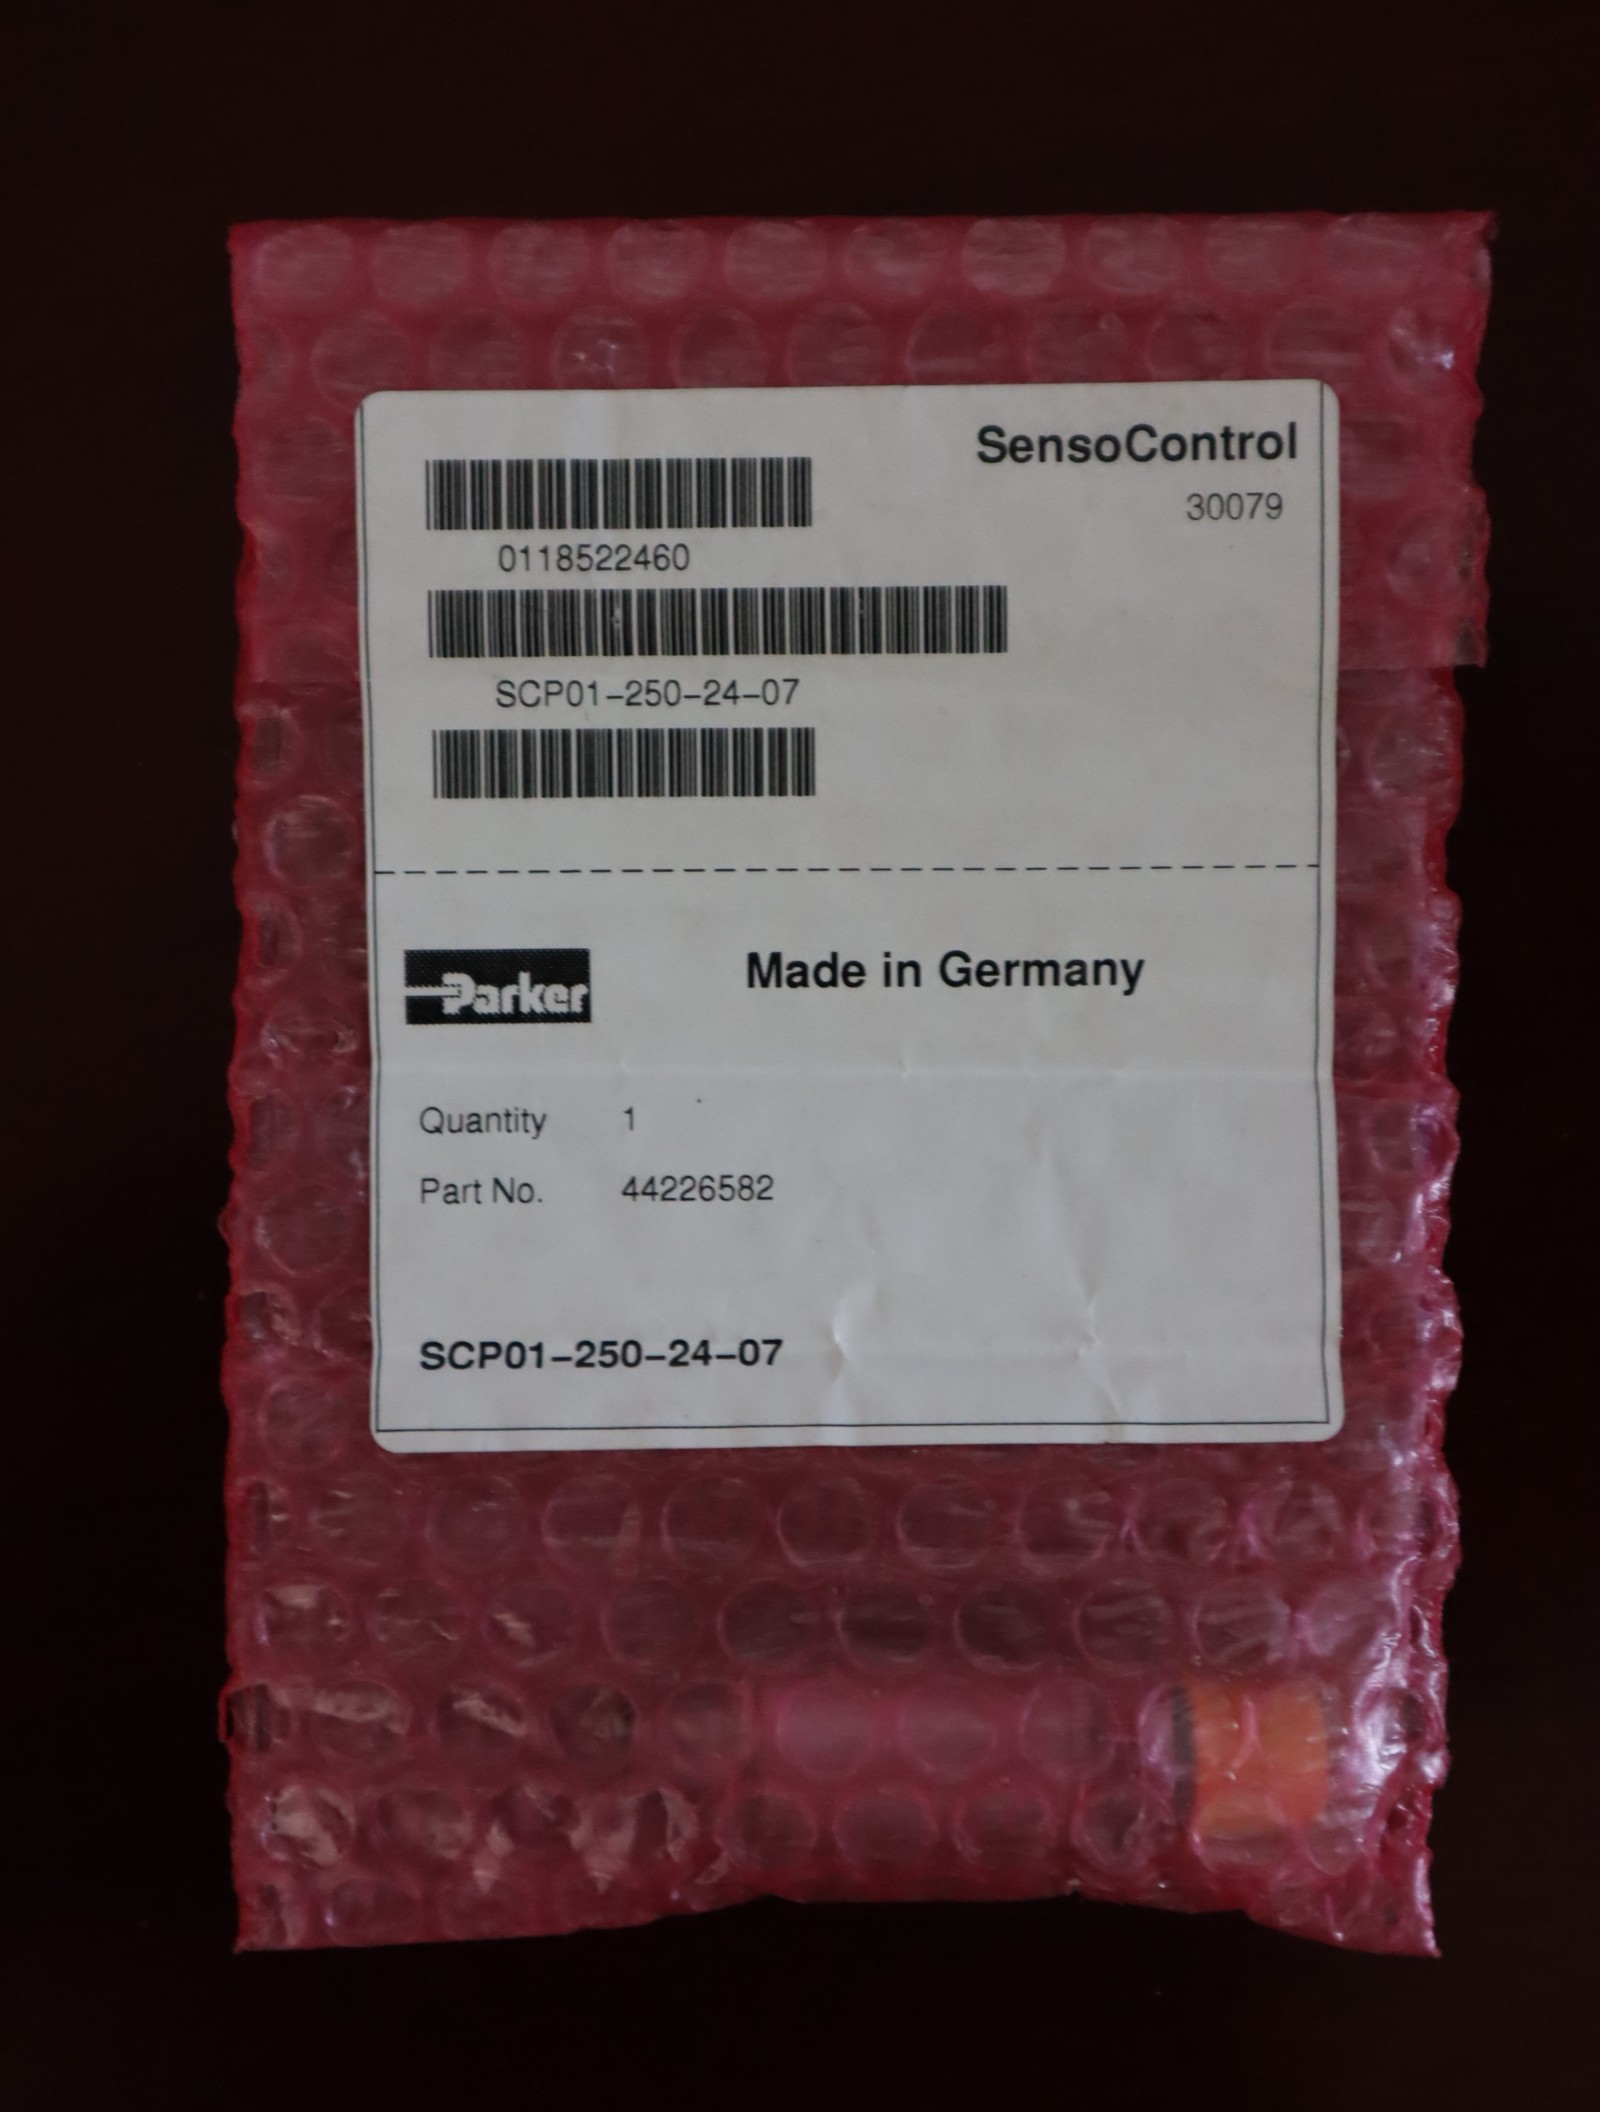 SensoControl
30079
0118522460
SCP01-250-24-07
Parker
Made in Germany
Quantity 1
Part No. 44226582
SCP01-250-24-07